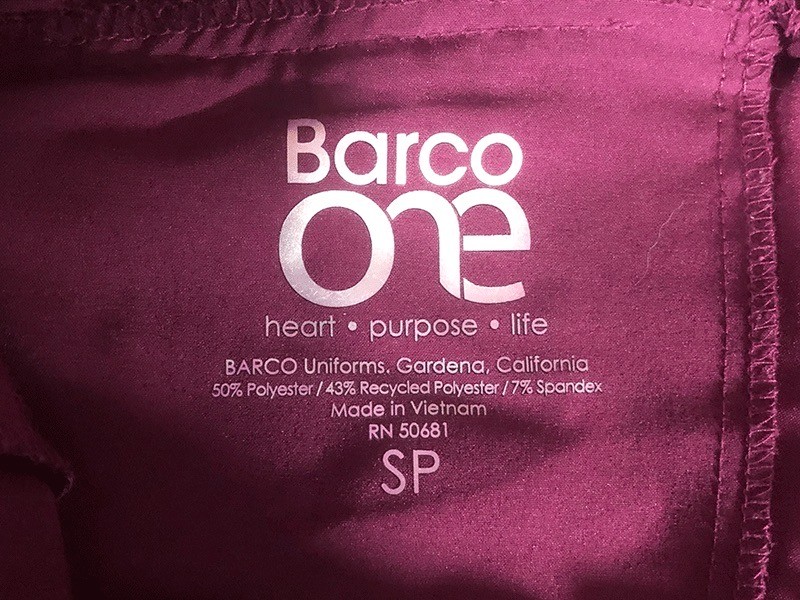 Barco
One
heart • purpose • life
BARCO Uniforms. Gardena, California
50% Polyester / 43% Recycled Polyester / 7% Spandex
Made in Vietnam
RN 50681
SP